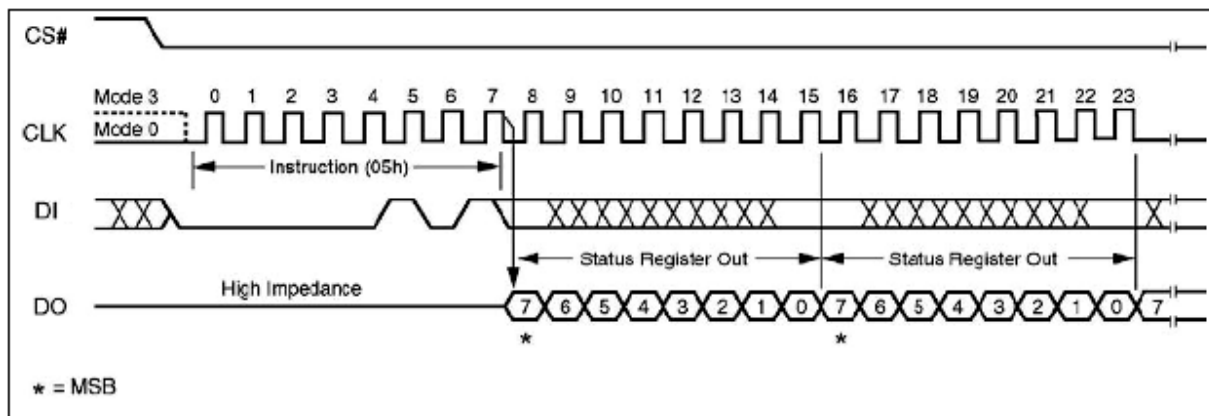 CS#
Mode 3
0 1 2 3 4 5 6 7 8 9 10 11 12 13 14 15 16 17 18 19 20 21 22 23
Mode 0
CLK
Instruction (05h)
DI
Status Register Out
Status Register Out
High Impedance
DO
7 6 5 4 3 2 1 0 7 6 5 4 3 2 1 0 7
* *
* = MSB